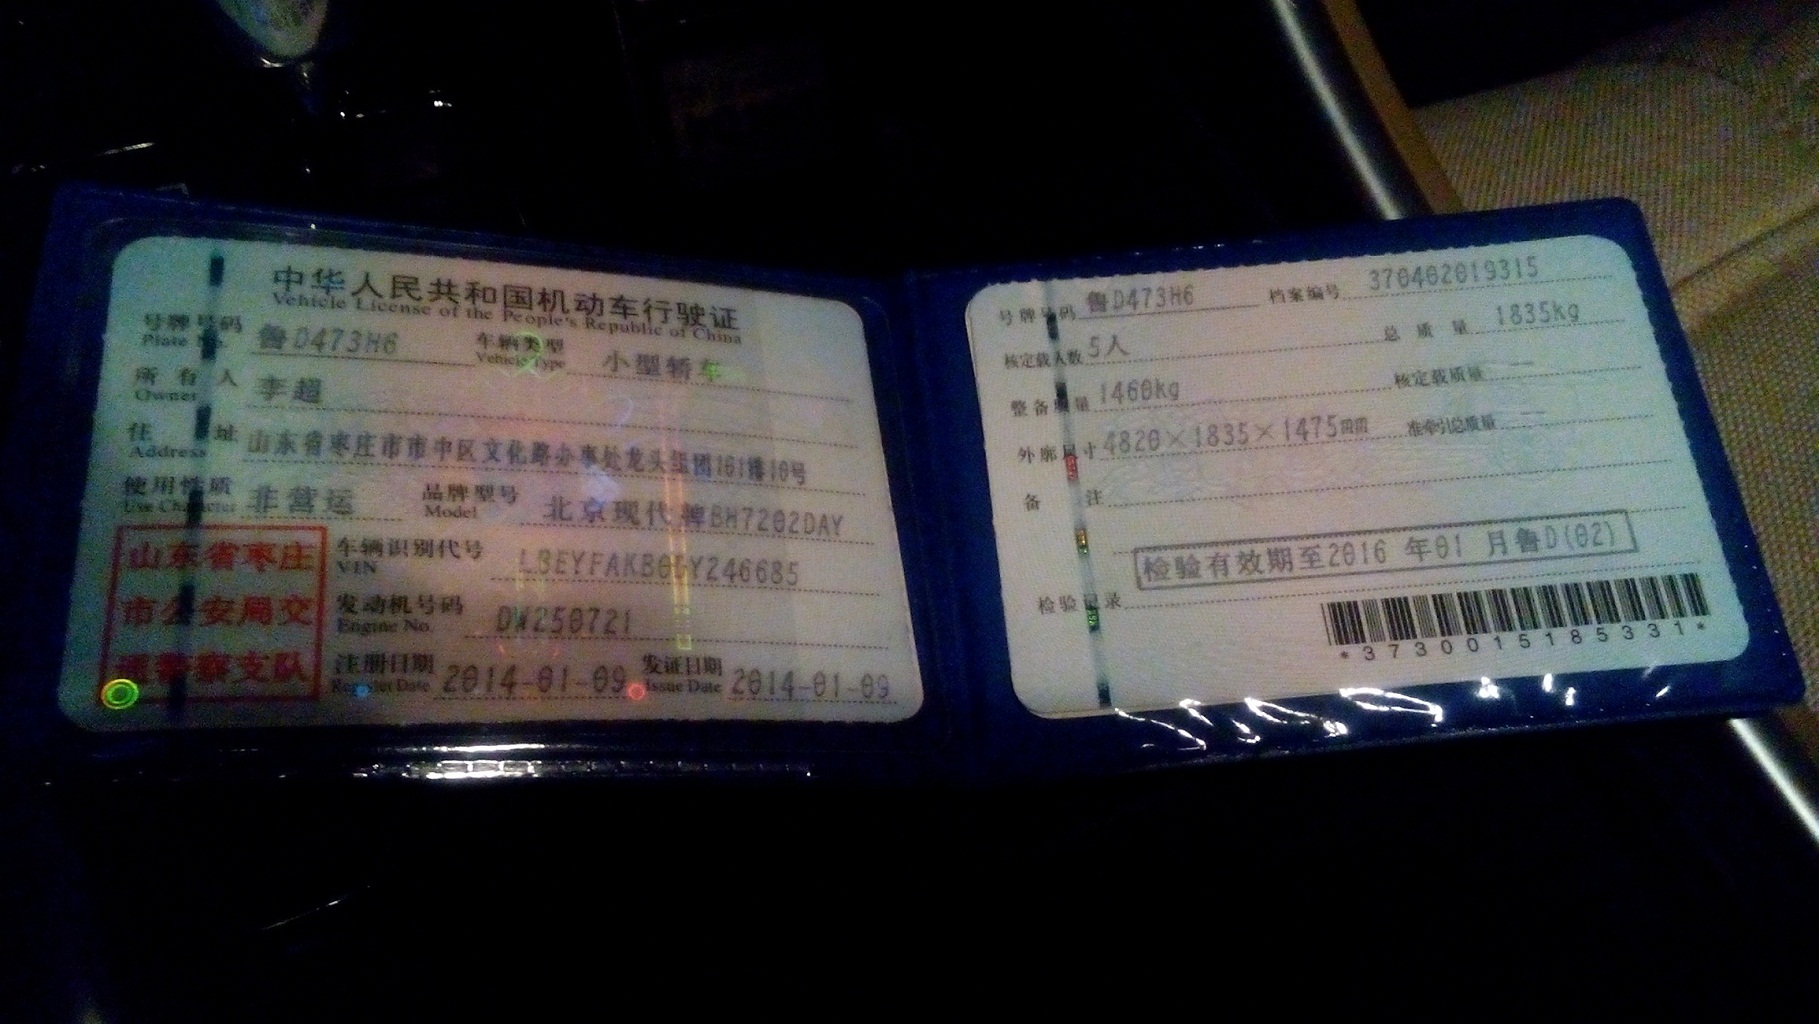 中华人民共和国机动车行驶证
Vehicle License of the People's Republic of China
号牌号码 鲁D473H6 车辆类型 小型轿车
Plate No. Vehicle Type
所有人 李超
Owner
住址 山东省枣庄市市中区文化路办事处龙头组团161楼10号
Address
使用性质 非营运 品牌型号 北京现代牌BH7202DAY
Use Character Model
山东省枣庄
市公安局交
通警察支队
车辆识别代号
VIN
发动机号码 DW250721
Engine No.
注册日期 2014-01-09 发证日期 2014-01-09
Register Date Issue Date
号牌号码 鲁D473H6 档案编号 370402019315
核定载人数 5人 总质量 1835kg
整备质量 1460kg 核定载质量 --
外廓尺寸 4820×1835×1475mm 准牵引总质量 --
备注
检验有效期至2016 年01 月鲁D(02)
检验记录
*3730015185331*